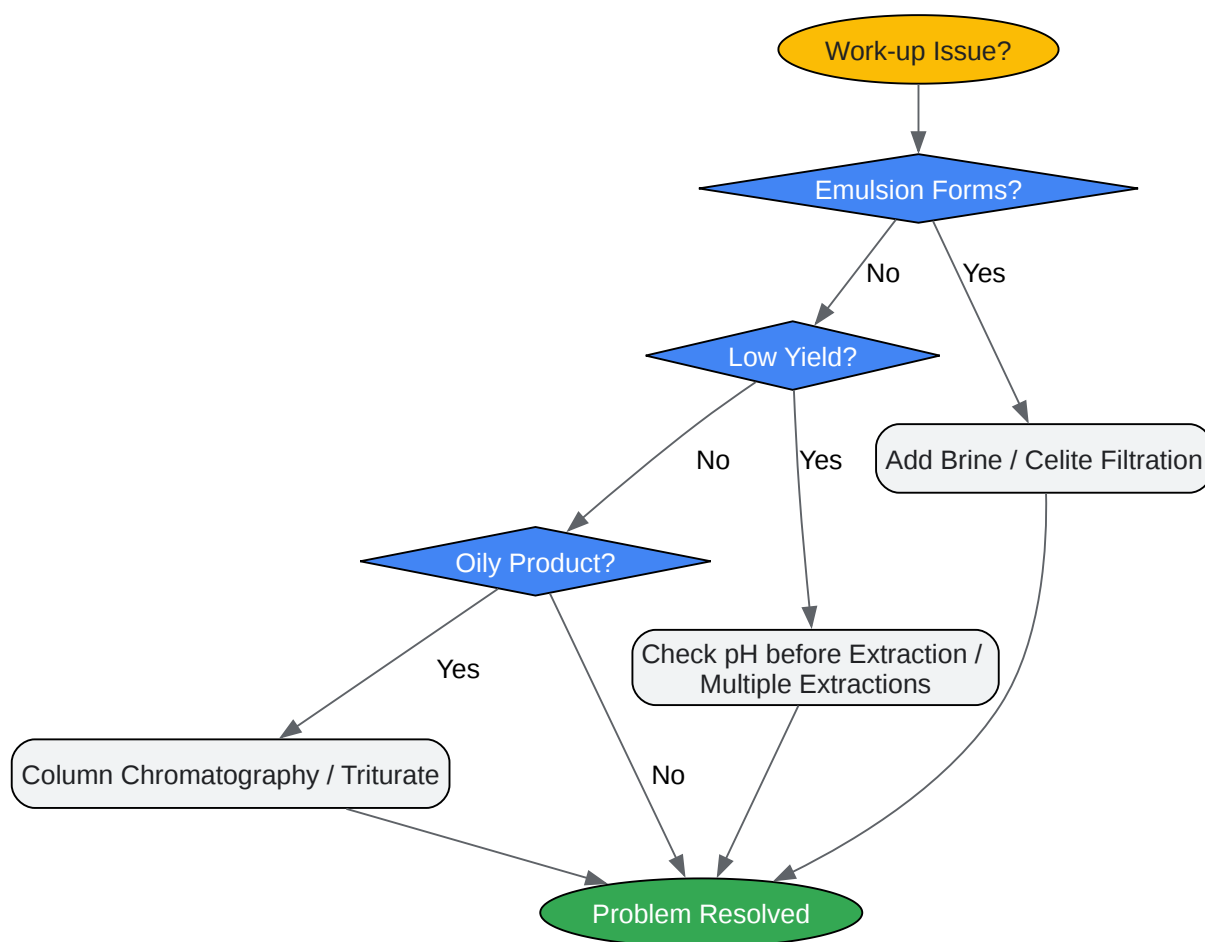 Work-up Issue?
Emulsion Forms?
No
Yes
Low Yield?
No
Yes
Add Brine / Celite Filtration
Oily Product?
Check pH before Extraction /
Multiple Extractions
Yes
Column Chromatography / Triturate
No
Problem Resolved